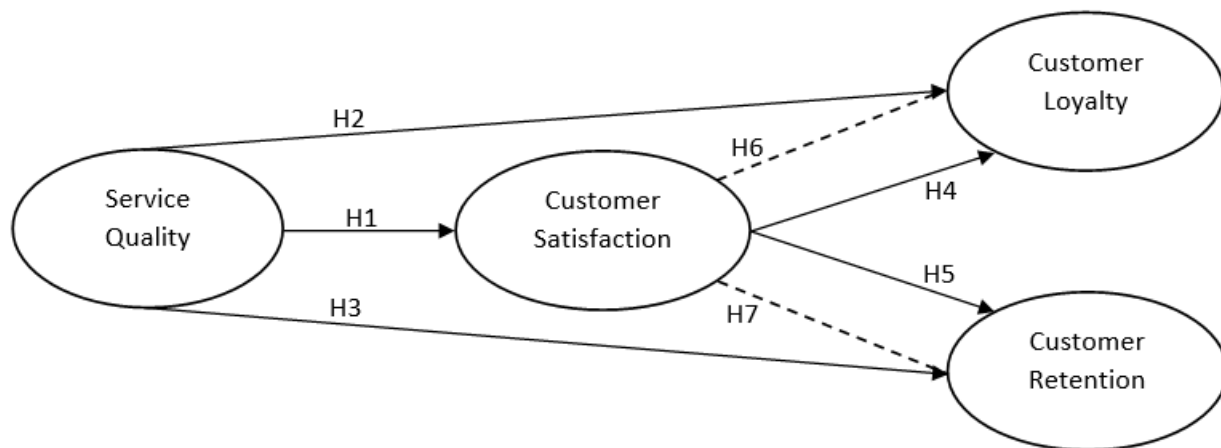 Customer
Loyalty
H2
H6
Service
Quality
H1
Customer
Satisfaction
H4
H5
H3
H7
Customer
Retention